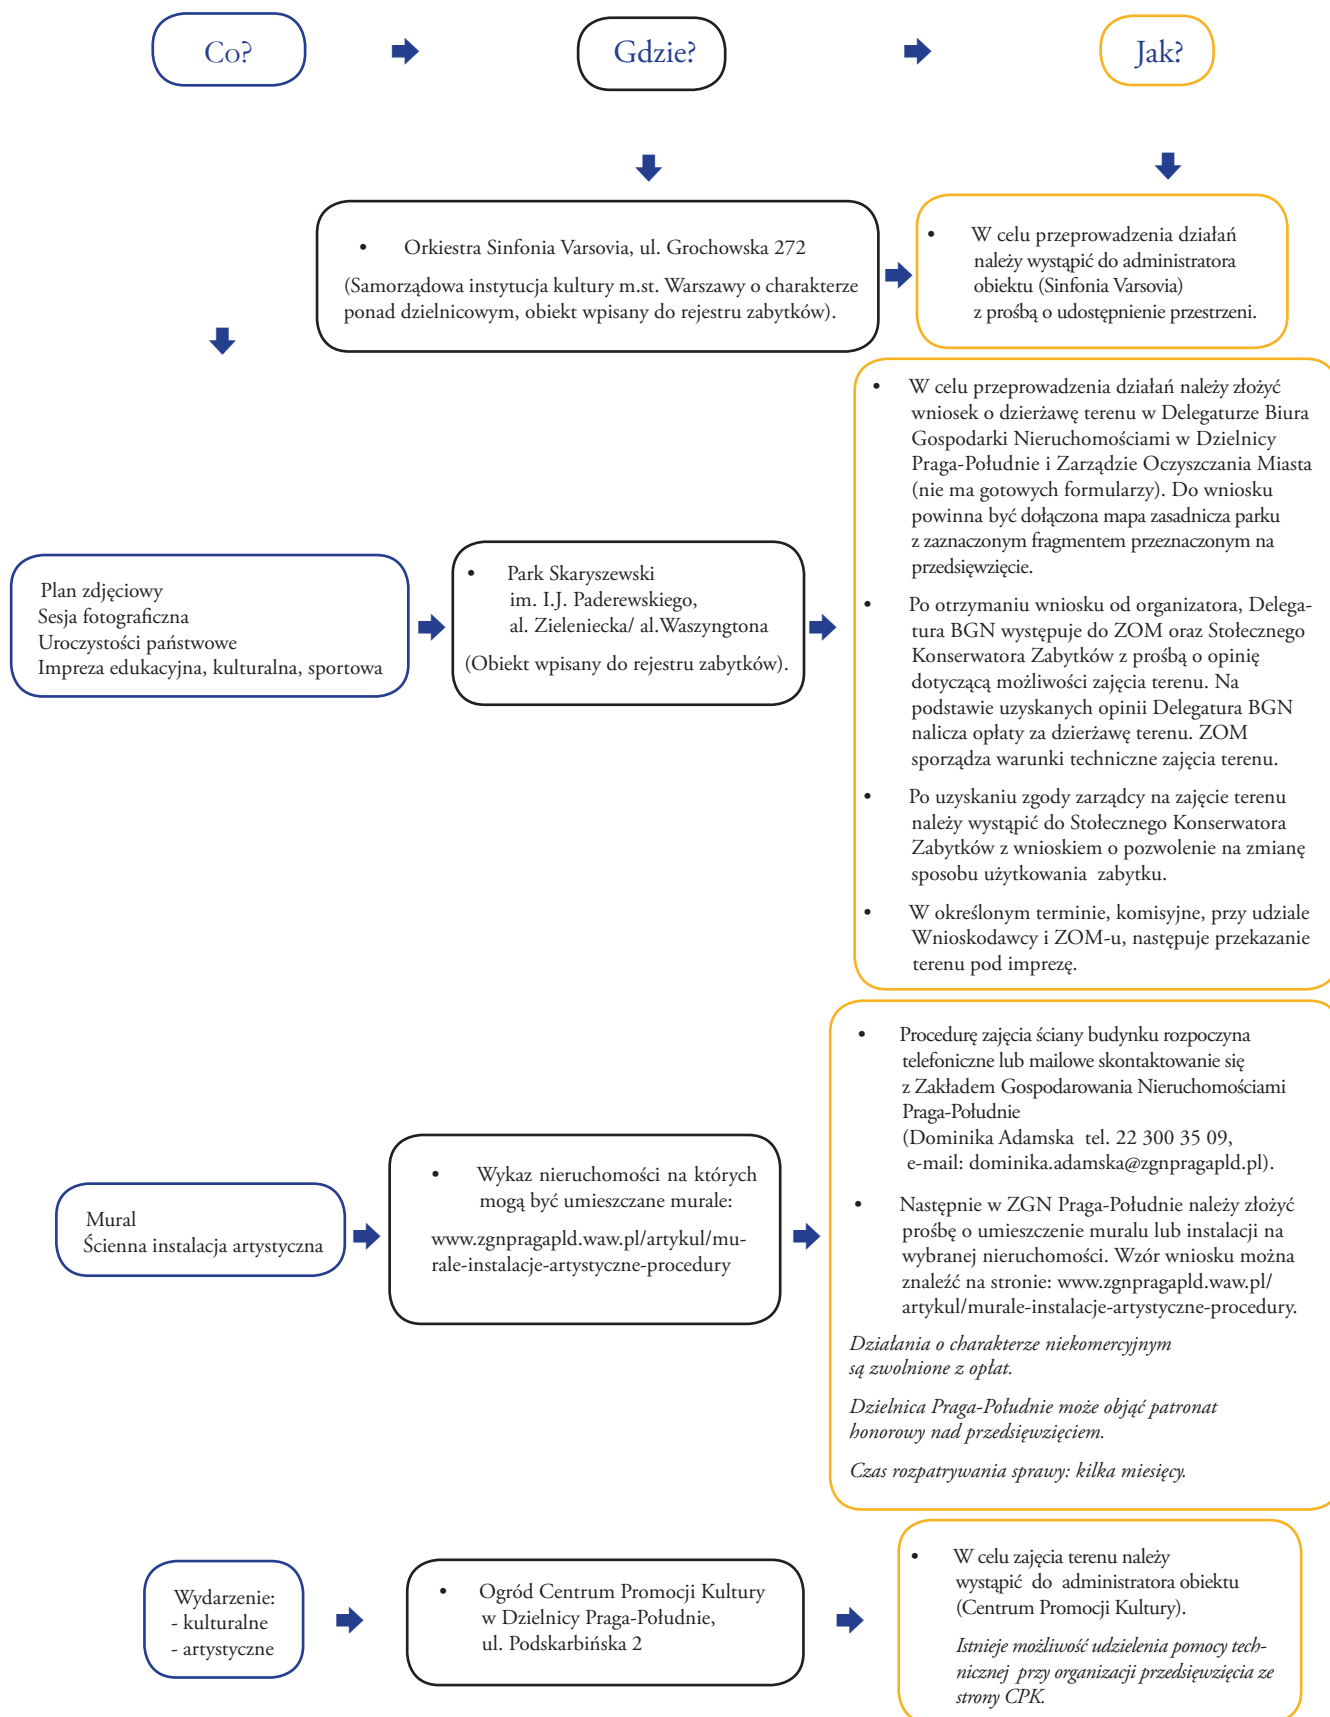 Co?
Gdzie?
Jak?
• Orkiestra Sinfonia Varsovia, ul. Grochowska 272
(Samorządowa instytucja kultury m.st. Warszawy o charakterze
ponad dzielnicowym, obiekt wpisany do rejestru zabytków).
• W celu przeprowadzenia działań
należy wystąpić do administratora
obiektu (Sinfonia Varsovia)
z prośbą o udostępnienie przestrzeni.
Plan zdjęciowy
Sesja fotograficzna
Uroczystości państwowe
Impreza edukacyjna, kulturalna, sportowa
• Park Skaryszewski
im. I.J. Paderewskiego,
al. Zieleniecka/ al.Waszyngtona
(Obiekt wpisany do rejestru zabytków).
• W celu przeprowadzenia działań należy złożyć
wniosek o dzierżawę terenu w Delegaturze Biura
Gospodarki Nieruchomościami w Dzielnicy
Praga-Południe i Zarządzie Oczyszczania Miasta
(nie ma gotowych formularzy). Do wniosku
powinna być dołączona mapa zasadnicza parku
z zaznaczonym fragmentem przeznaczonym na
przedsięwzięcie.
• Po otrzymaniu wniosku od organizatora, Delega-
tura BGN występuje do ZOM oraz Stołecznego
Konserwatora Zabytków z prośbą o opinię
dotyczącą możliwości zajęcia terenu. Na
podstawie uzyskanych opinii Delegatura BGN
nalicza opłaty za dzierżawę terenu. ZOM
sporządza warunki techniczne zajęcia terenu.
• Po uzyskaniu zgody zarządcy na zajęcie terenu
należy wystąpić do Stołecznego Konserwatora
Zabytków z wnioskiem o pozwolenie na zmianę
sposobu użytkowania zabytku.
• W określonym terminie, komisyjne, przy udziale
Wnioskodawcy i ZOM-u, następuje przekazanie
terenu pod imprezę.
Mural
Ścienna instalacja artystyczna
• Wykaz nieruchomości na których
mogą być umieszczane murale:
www.zgnpragapld.waw.pl/artykul/mu-
rale-instalacje-artystyczne-procedury
• Procedurę zajęcia ściany budynku rozpoczyna
telefoniczne lub mailowe skontaktowanie się
z Zakładem Gospodarowania Nieruchomościami
Praga-Południe
(Dominika Adamska tel. 22 300 35 09,
e-mail: dominika.adamska@zgnpragapld.pl).
• Następnie w ZGN Praga-Południe należy złożyć
prośbę o umieszczenie muralu lub instalacji na
wybranej nieruchomości. Wzór wniosku można
znaleźć na stronie: www.zgnpragapld.waw.pl/
artykul/murale-instalacje-artystyczne-procedury.
Działania o charakterze niekomercyjnym
są zwolnione z opłat.
Dzielnica Praga-Południe może objąć patronat
honorowy nad przedsięwzięciem.
Czas rozpatrywania sprawy: kilka miesięcy.
Wydarzenie:
- kulturalne
- artystyczne
• Ogród Centrum Promocji Kultury
w Dzielnicy Praga-Południe,
ul. Podskarbińska 2
• W celu zajęcia terenu należy
wystąpić do administratora obiektu
(Centrum Promocji Kultury).
Istnieje możliwość udzielenia pomocy tech-
nicznej przy organizacji przedsięwzięcia ze
strony CPK.